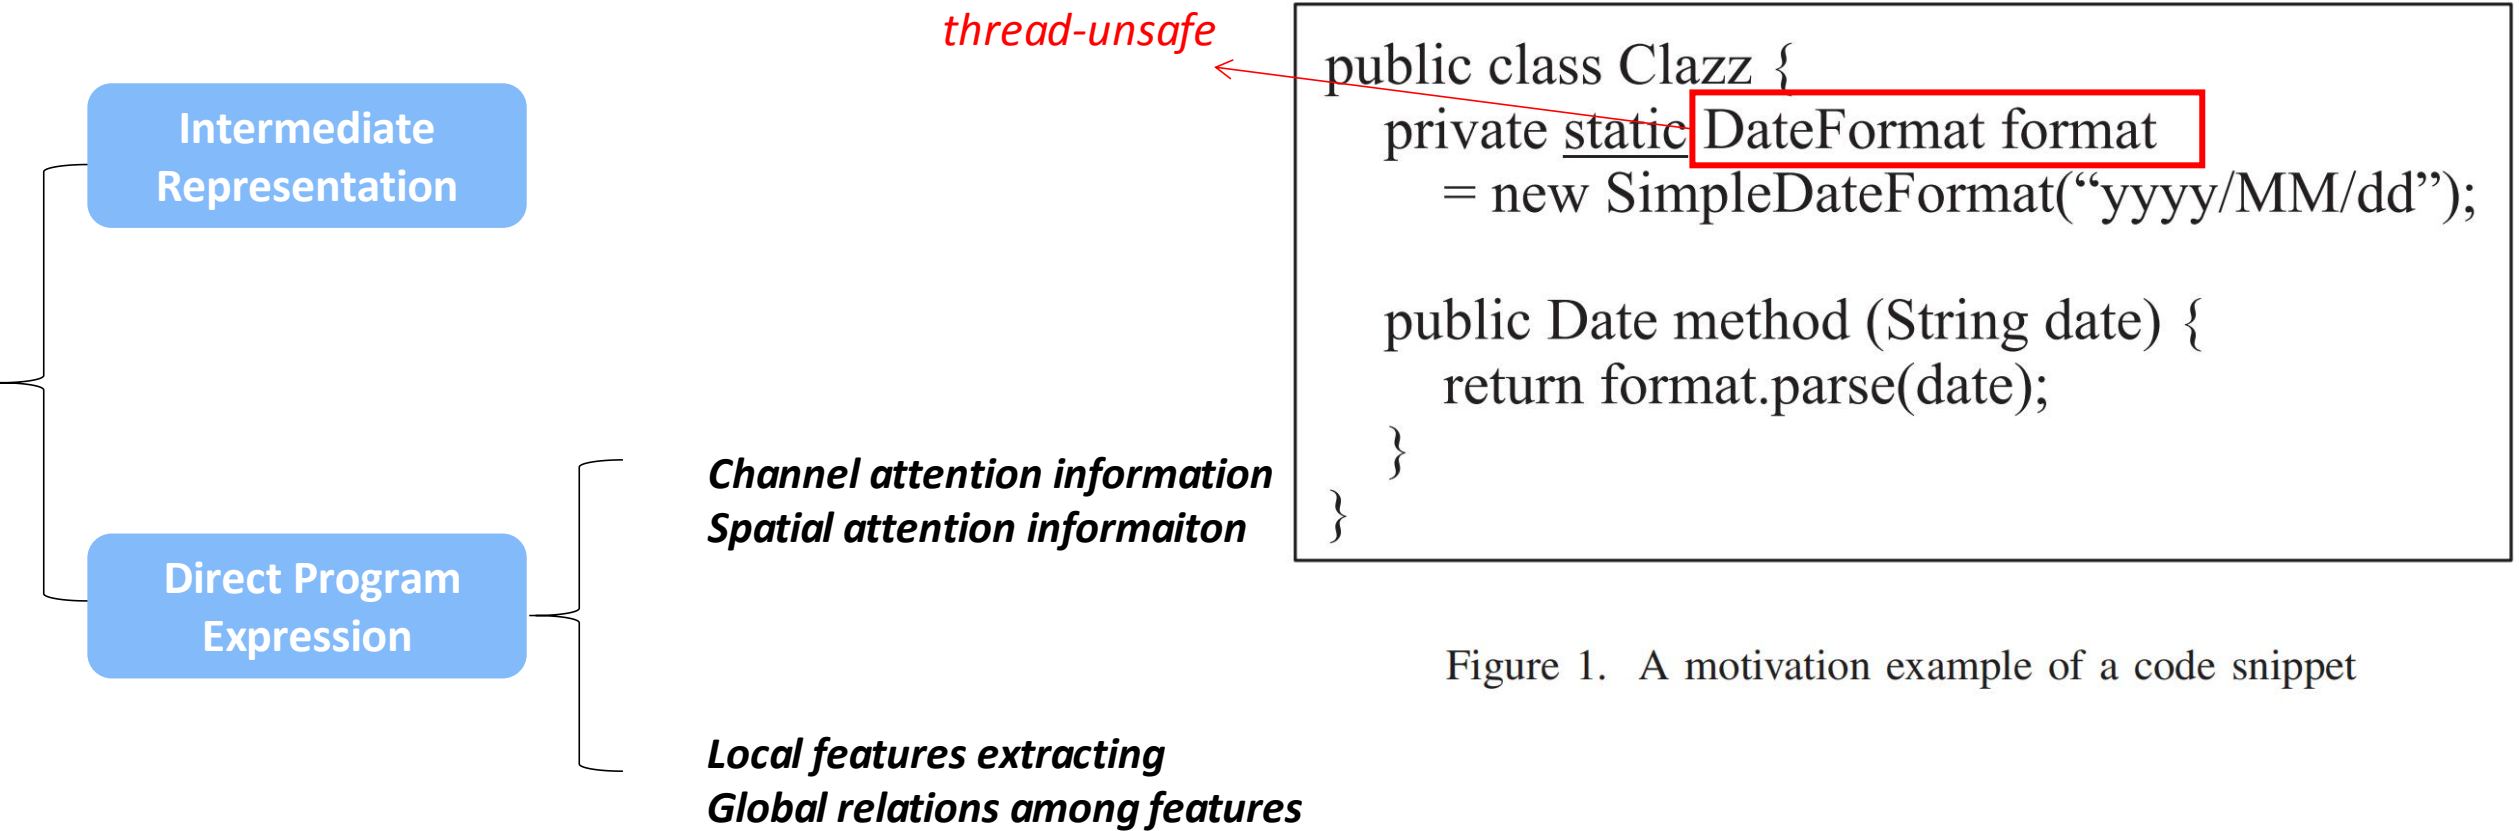 thread-unsafe
Intermediate
Representation
Direct Program
Expression
Channel attention information
Spatial attention informaiton
Local features extracting
Global relations among features
public class Clazz {
private static DateFormat format
= new SimpleDateFormat(“yyyy/MM/dd”);
public Date method (String date) {
return format.parse(date);
}
}
Figure 1. A motivation example of a code snippet